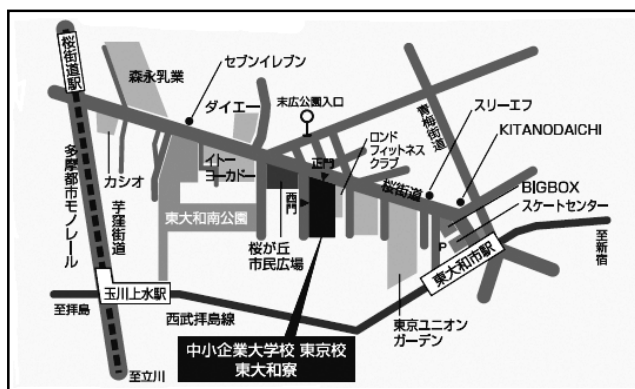 桜街道駅
森永乳業
セブンイレブン
ダイエー
末広公園入口
青梅街道
スリーエフ
KITANODAICHI
カシオ
イトー
ヨーカドー
正門
ロンド
フィットネス
クラブ
桜街道
BIGBOX
スケートセンター
多摩都市モノレール
芋窪街道
東大和南公園
西門
桜が丘
市民広場
P
東大和市駅
至新宿
玉川上水駅
至拝島
西武拝島線
東京ユニオン
ガーデン
中小企業大学校 東京校
東大和寮
至立川